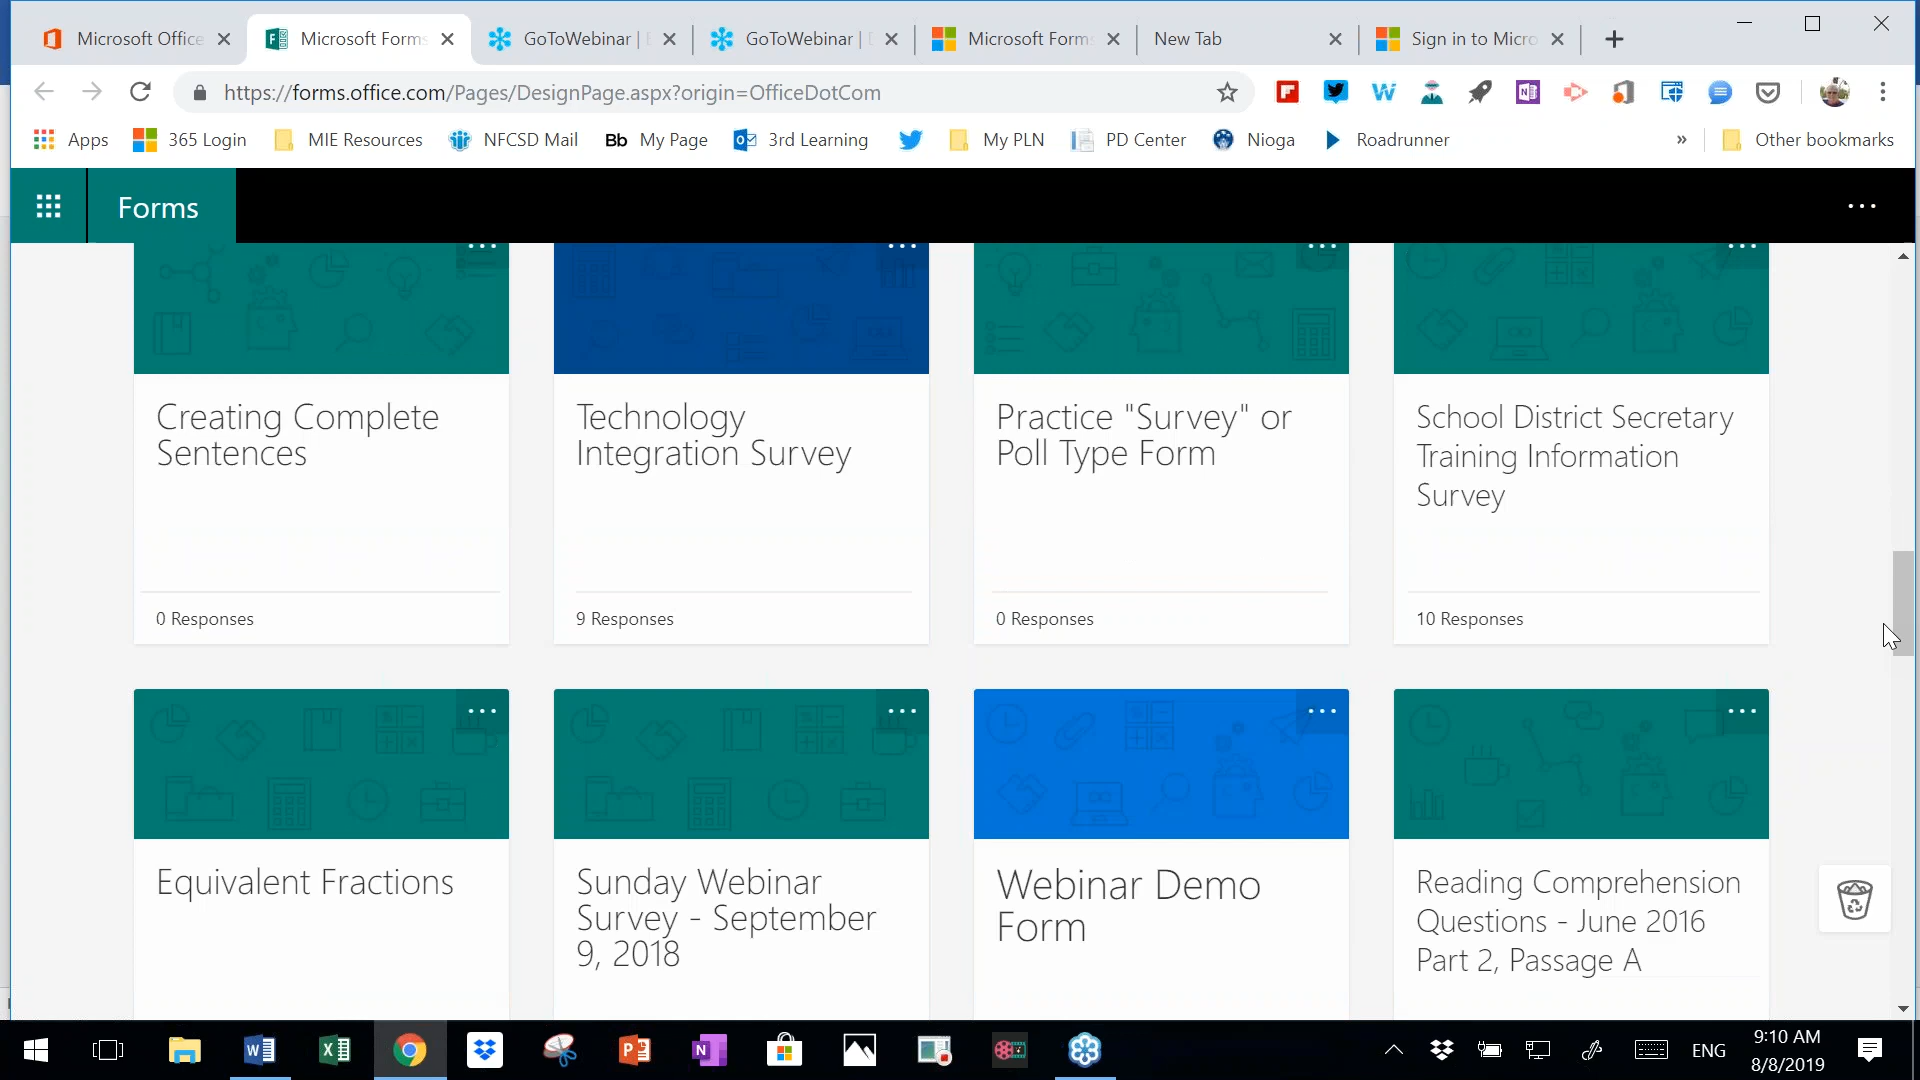 Microsoft Office
Microsoft Forms
GoToWebinar |
GoToWebinar |
Microsoft Forms
New Tab
Sign in to Micro
https://forms.office.com/Pages/DesignPage.aspx?origin=OfficeDotCom
Apps
365 Login
MIE Resources
NFCSD Mail
Bb My Page
3rd Learning
My PLN
PD Center
Nioga
Roadrunner
»
Other bookmarks
Forms
Creating Complete
Sentences
0 Responses
Technology
Integration Survey
9 Responses
Practice "Survey" or
Poll Type Form
0 Responses
School District Secretary
Training Information
Survey
10 Responses
Equivalent Fractions
Sunday Webinar
Survey - September
9, 2018
Webinar Demo
Form
Reading Comprehension
Questions - June 2016
Part 2, Passage A
ENG
9:10 AM
8/8/2019